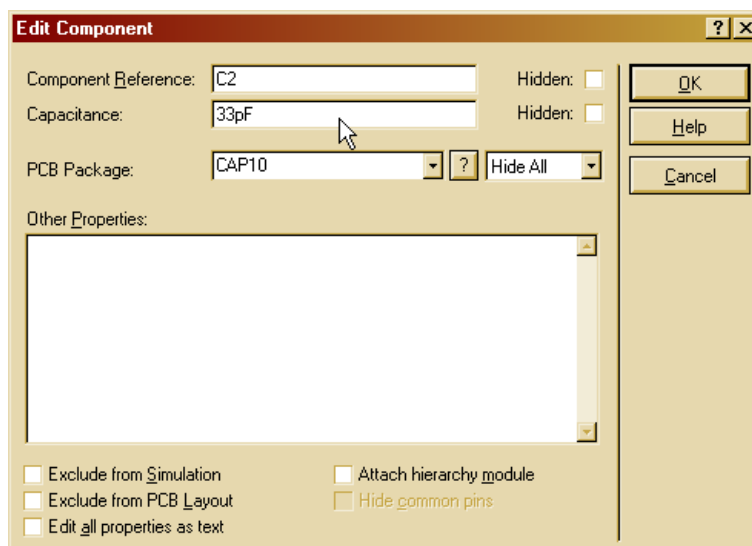 Edit Component
Component Reference: C2 Hidden: OK
Capacitance: 33pF Hidden: Help
PCB Package: CAP10 ? Hide All Cancel
Other Properties:
Exclude from Simulation Attach hierarchy module
Exclude from PCB Layout Hide common pins
Edit all properties as text